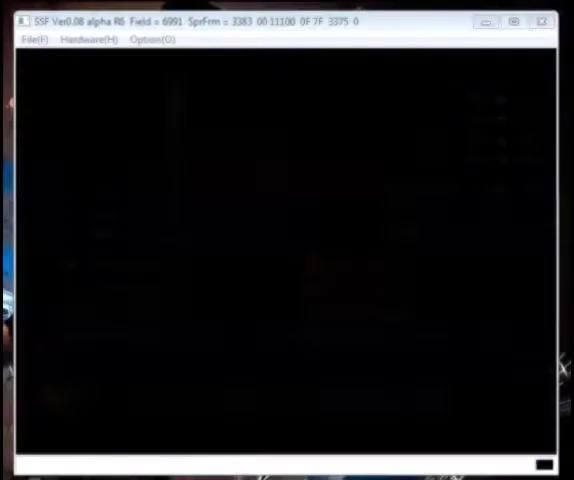 SSF Ver0.08 alpha R6 Field = 6991 SprFrm = 3383 00 11100 0F 7F 3375 0
File(F) Hardware(H) Option(O)